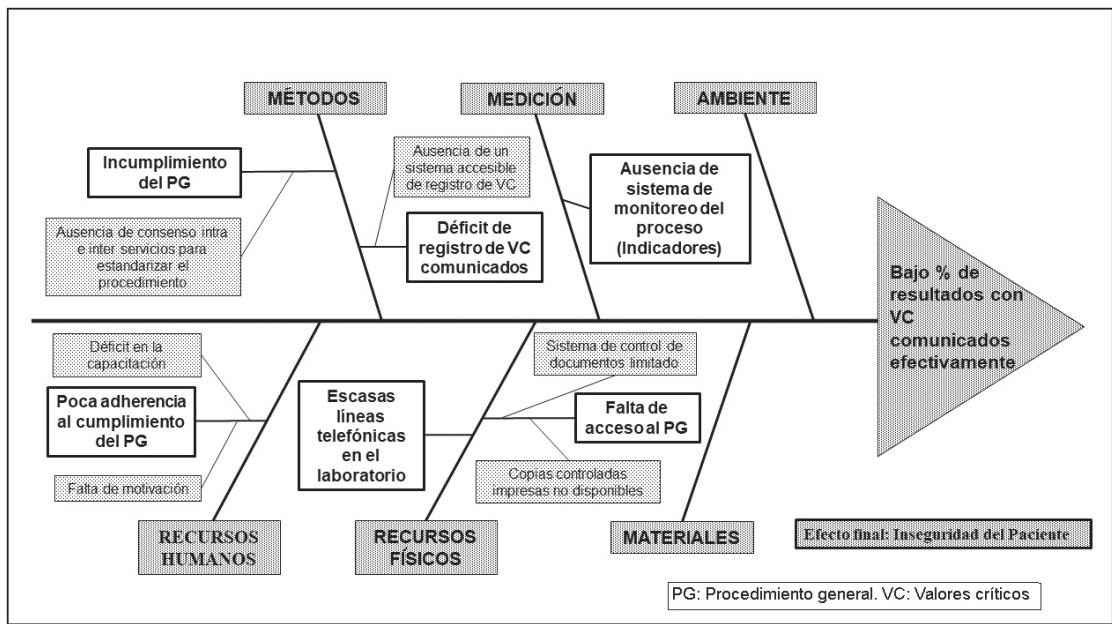 MÉTODOS
MEDICIÓN
AMBIENTE
Incumplimiento
del PG
Ausencia de consenso intra
e inter servicios para
estandarizar el
procedimiento
Ausencia de un
sistema accesible
de registro de VC
Déficit de
registro de VC
comunicados
Ausencia de
sistema de
monitoreo del
proceso
(Indicadores)
Bajo % de
resultados con
VC
comunicados
efectivamente
Déficit en la
capacitación
Poca adherencia
al cumplimiento
del PG
Falta de motivación
Escasas
líneas
telefónicas
en el
laboratorio
Sistema de control de
documentos limitado
Falta de
acceso al PG
Copias controladas
impresas no disponibles
RECURSOS
HUMANOS
RECURSOS
FÍSICOS
MATERIALES
Efecto final: Inseguridad del Paciente
PG: Procedimiento general. VC: Valores críticos